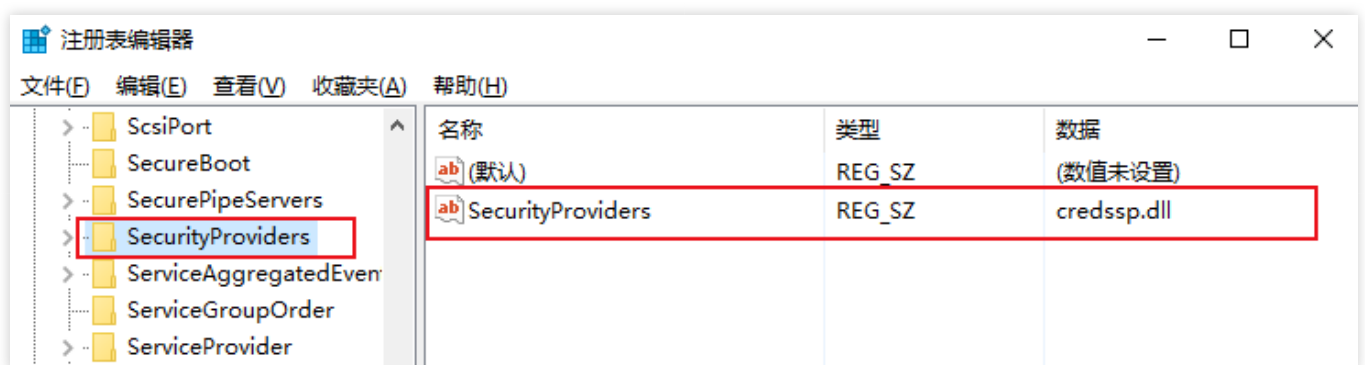 注册表编辑器
文件(F) 编辑(E) 查看(V) 收藏夹(A) 帮助(H)
ScsiPort
SecureBoot
SecurePipeServers
SecurityProviders
ServiceAggregatedEven
ServiceGroupOrder
ServiceProvider
名称 类型 数据
ab (默认) REG_SZ (数值未设置)
ab SecurityProviders REG_SZ credssp.dll